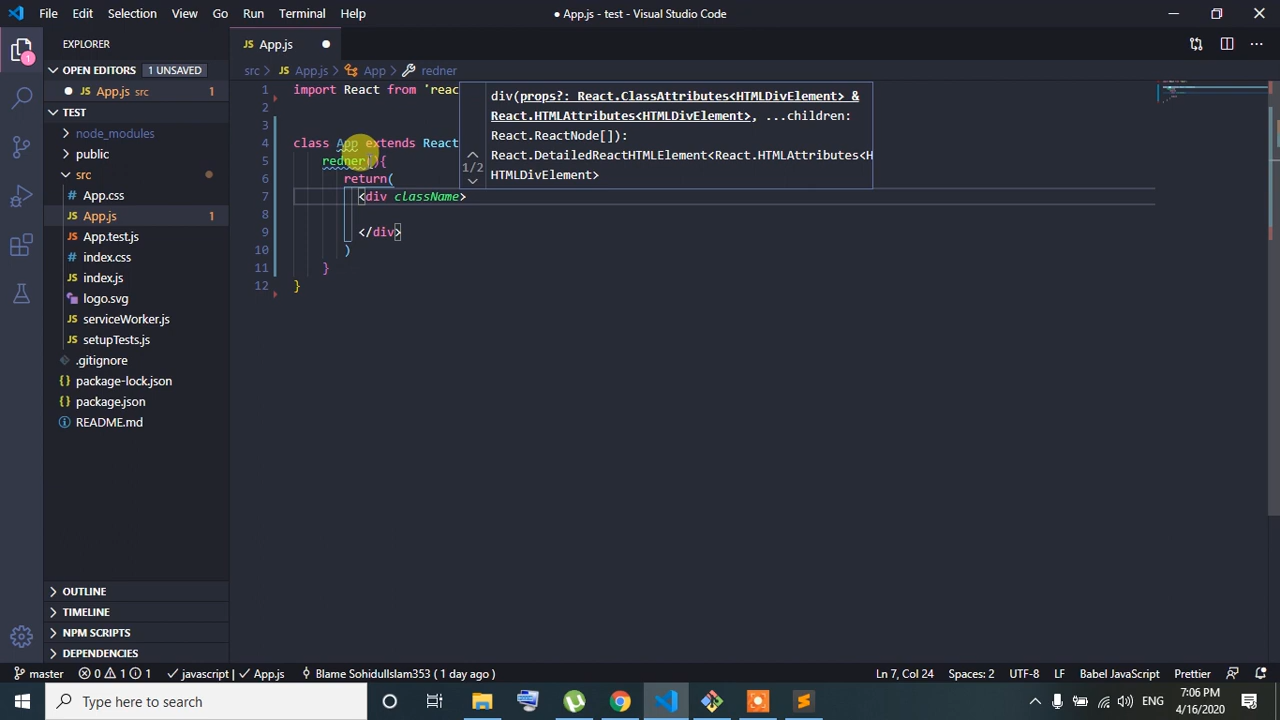 File Edit Selection View Go Run Terminal Help
● App.js - test - Visual Studio Code
1
EXPLORER
OPEN EDITORS 1 UNSAVED
● JS App.js src 1
TEST
node_modules
public
src
# App.css
JS App.js 1
JS App.test.js
# index.css
JS index.js
logo.svg
JS serviceWorker.js
JS setupTests.js
.gitignore
{} package-lock.json
{} package.json
README.md
OUTLINE
TIMELINE
NPM SCRIPTS
DEPENDENCIES
JS App.js ●
src > JS App.js > App > redner
1 import React from 'reac
2
3
4 class App extends React
5 redner(){
6 return(
7 <div className>
8
9 </div>
10 )
11 }
12 }
1/2
div(props?: React.ClassAttributes<HTMLDivElement> &
React.HTMLAttributes<HTMLDivElement>, ...children:
React.ReactNode[]):
React.DetailedReactHTMLElement<React.HTMLAttributes<H
HTMLDivElement>
master 0 1 1 javascript | App.js Blame SohidulIslam353 ( 1 day ago ) Ln 7, Col 24 Spaces: 2 UTF-8 LF Babel JavaScript Prettier
Type here to search
ENG
7:06 PM
4/16/2020